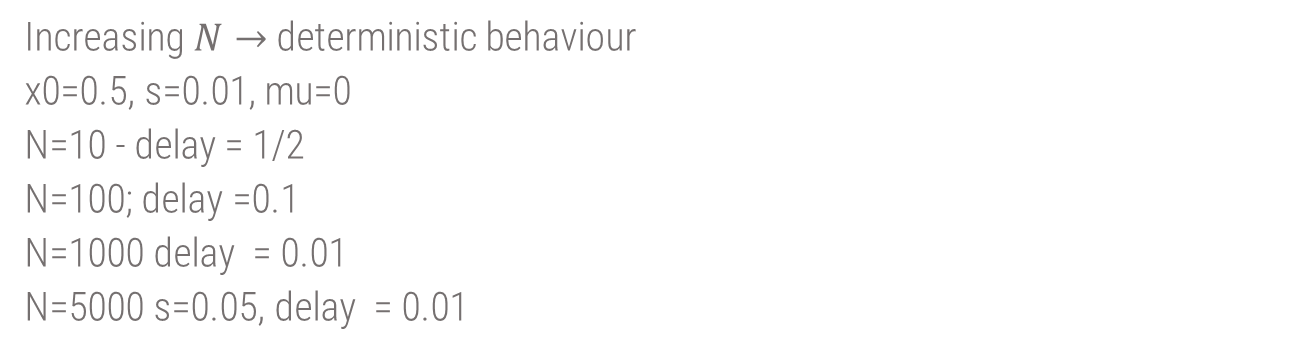 Increasing N → deterministic behaviour
x0=0.5, s=0.01, mu=0
N=10 - delay = 1/2
N=100; delay =0.1
N=1000 delay  = 0.01
N=5000 s=0.05, delay  = 0.01